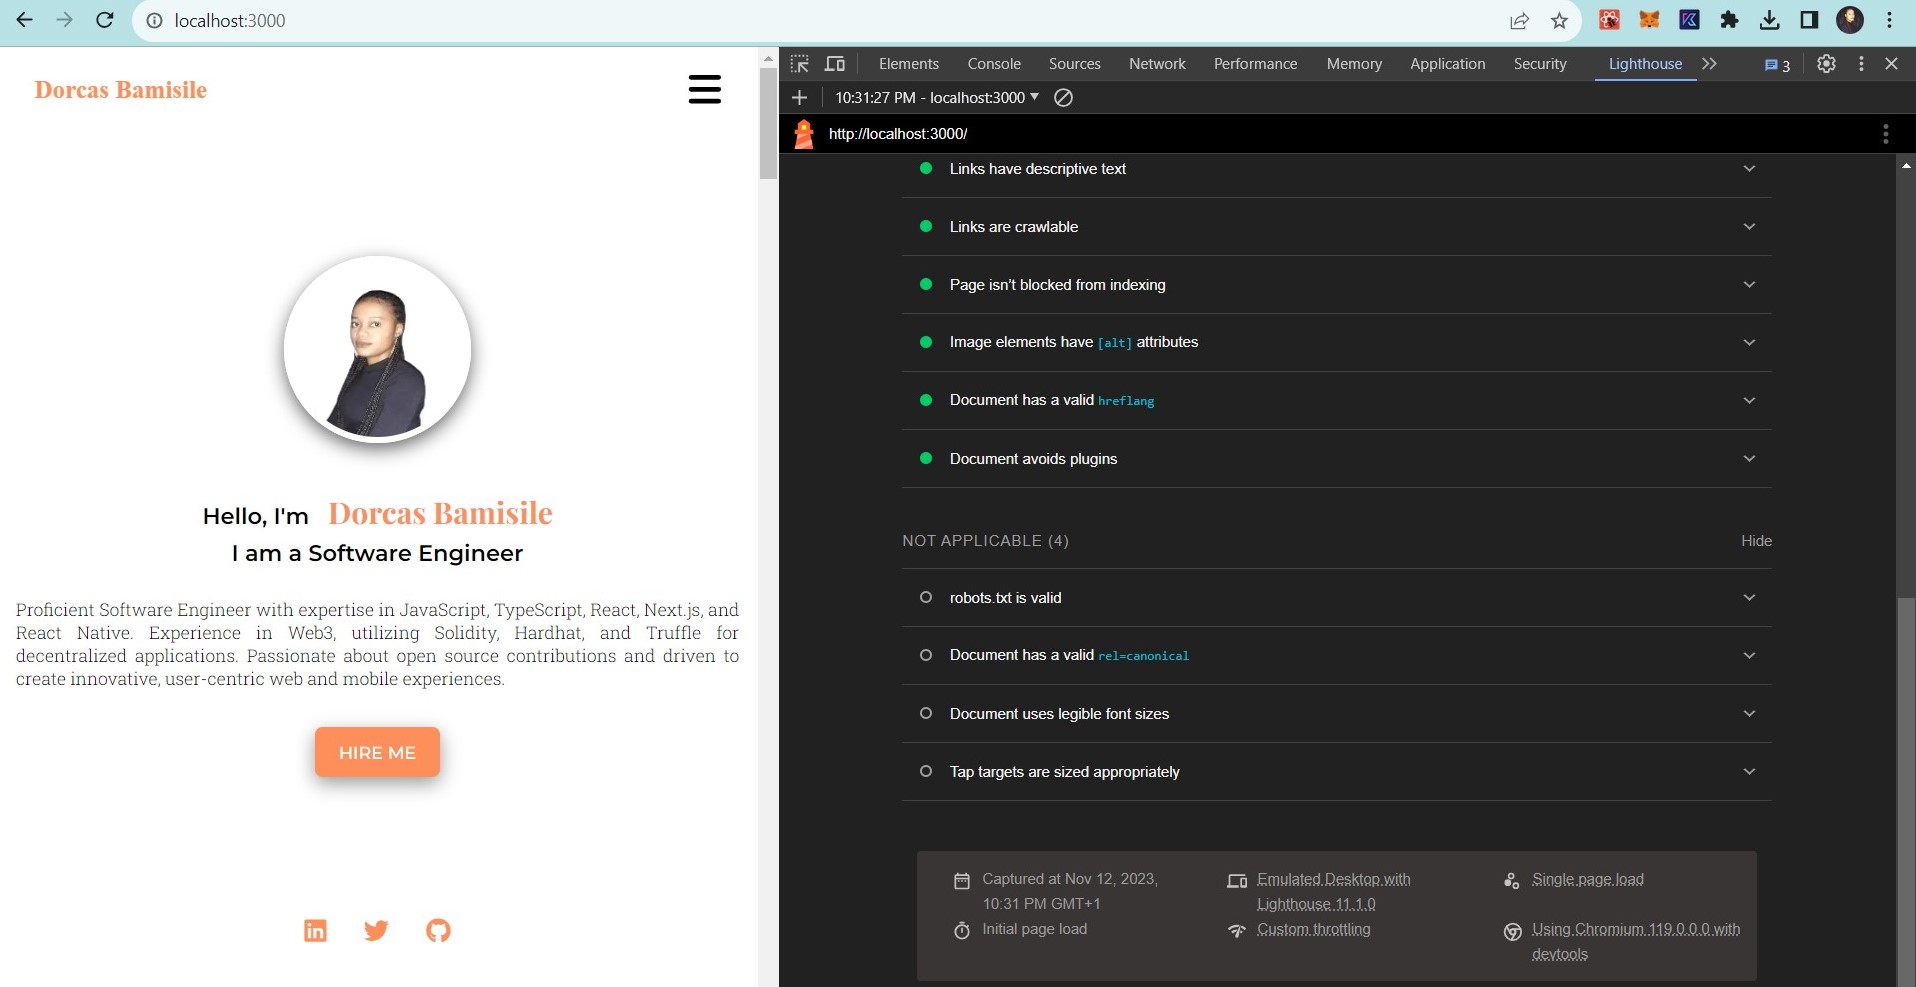 localhost:3000
Dorcas Bamisile
Hello, I'm Dorcas Bamisile
I am a Software Engineer
Proficient Software Engineer with expertise in JavaScript, TypeScript, React, Next.js, and
React Native. Experience in Web3, utilizing Solidity, Hardhat, and Truffle for
decentralized applications. Passionate about open source contributions and driven to
create innovative, user-centric web and mobile experiences.
HIRE ME
in
Elements Console Sources Network Performance Memory Application Security Lighthouse 3
10:31:27 PM - localhost:3000
http://localhost:3000/
Links have descriptive text
Links are crawlable
Page isn’t blocked from indexing
Image elements have [alt] attributes
Document has a valid hreflang
Document avoids plugins
NOT APPLICABLE (4) Hide
robots.txt is valid
Document has a valid rel=canonical
Document uses legible font sizes
Tap targets are sized appropriately
Captured at Nov 12, 2023,
10:31 PM GMT+1
Emulated Desktop with
Lighthouse 11.1.0
Single page load
Initial page load
Custom throttling
Using Chromium 119.0.0.0 with
devtools